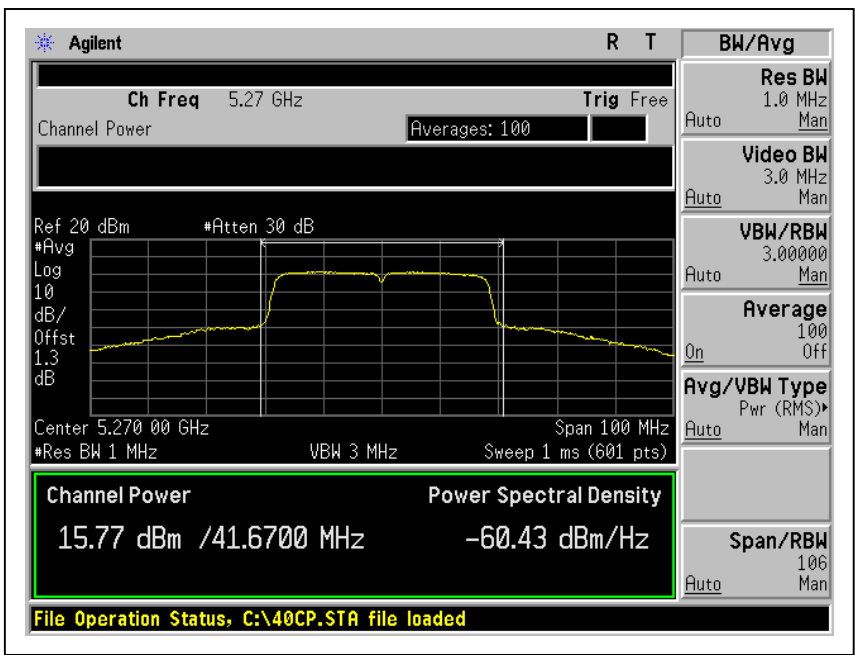 Agilent
R T
BW/Avg
Ch Freq 5.27 GHz
Trig Free
Channel Power
Averages: 100
Ref 20 dBm
#Atten 30 dB
#Avg
Log
10
dB/
Offst
1.3
dB
Center 5.270 00 GHz
Span 100 MHz
#Res BW 1 MHz
VBW 3 MHz
Sweep 1 ms (601 pts)
Channel Power
Power Spectral Density
15.77 dBm /41.6700 MHz
-60.43 dBm/Hz
File Operation Status, C:\40CP.STA file loaded
Res BW
1.0 MHz
Auto Man
Video BW
3.0 MHz
Auto Man
VBW/RBW
3.00000
Auto Man
Average
100
On Off
Avg/VBW Type
Pwr (RMS)▸
Auto Man
Span/RBW
106
Auto Man